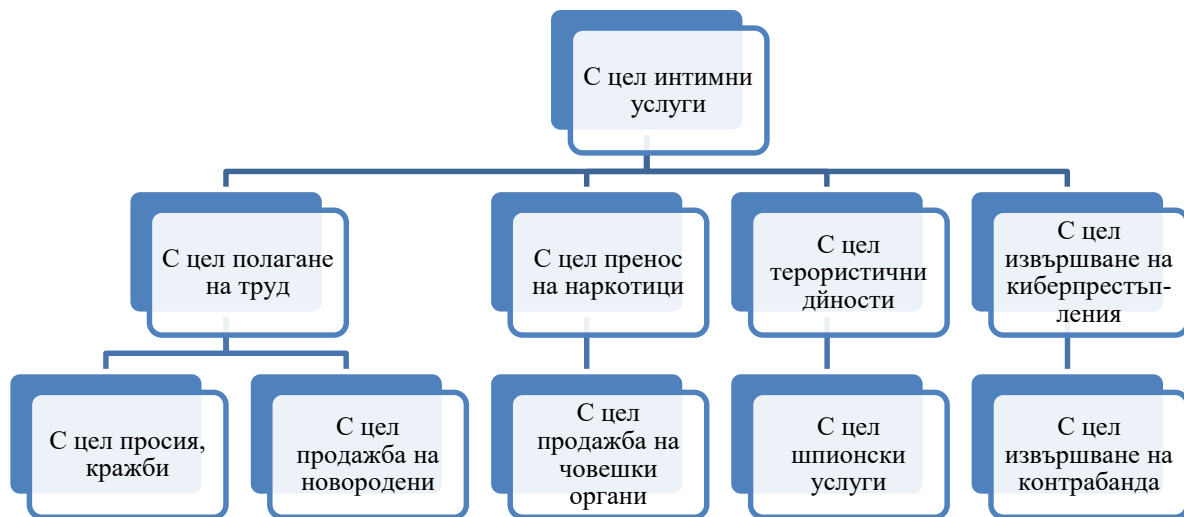 С цел интимни
услуги
С цел полагане
на труд
С цел пренос
на наркотици
С цел
терористични
дйности
С цел
извършване на
киберпрестъп-
ления
С цел просия,
кражби
С цел
продажба на
новородени
С цел
продажба на
човешки
органи
С цел
шпионски
услуги
С цел
извършване на
контрабанда